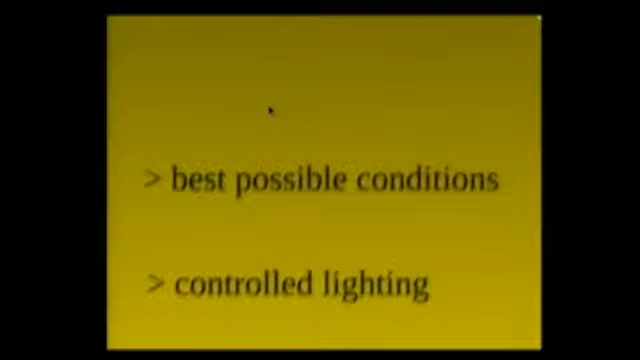 > best possible conditions
> controlled lighting